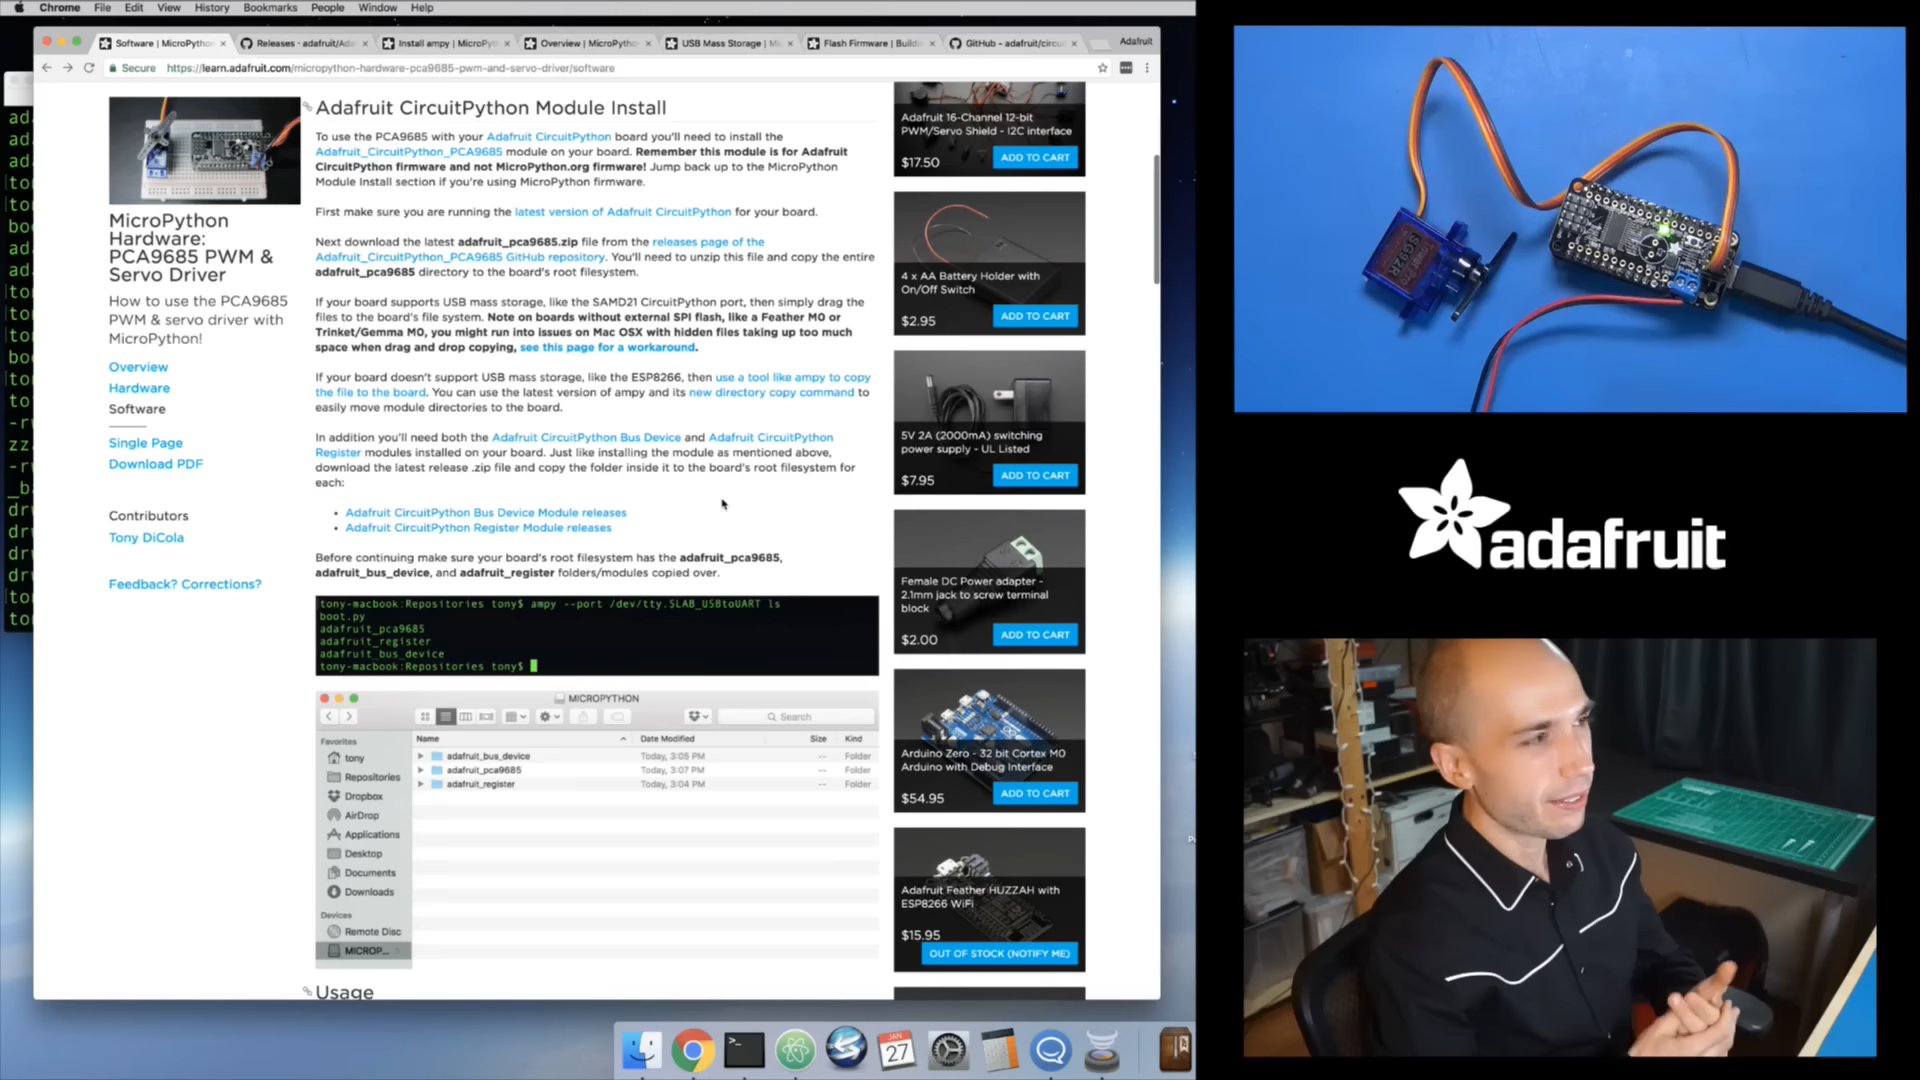 Chrome File Edit View History Bookmarks People Window Help
Software | MicroPython
Releases · adafruit/Ada
Install ampy | MicroPyt
Overview | MicroPytho
USB Mass Storage | Mi
Flash Firmware | Buildi
GitHub - adafruit/circui
Adafruit
Secure https://learn.adafruit.com/micropython-hardware-pca9685-pwm-and-servo-driver/software
MicroPython
Hardware:
PCA9685 PWM &
Servo Driver
How to use the PCA9685
PWM & servo driver with
MicroPython!
Overview
Hardware
Software
Single Page
Download PDF
Contributors
Tony DiCola
Feedback? Corrections?
Adafruit CircuitPython Module Install
To use the PCA9685 with your Adafruit CircuitPython board you'll need to install the
Adafruit_CircuitPython_PCA9685 module on your board. Remember this module is for Adafruit
CircuitPython firmware and not MicroPython.org firmware! Jump back up to the MicroPython
Module Install section if you're using MicroPython firmware.
First make sure you are running the latest version of Adafruit CircuitPython for your board.
Next download the latest adafruit_pca9685.zip file from the releases page of the
Adafruit_CircuitPython_PCA9685 GitHub repository. You'll need to unzip this file and copy the entire
adafruit_pca9685 directory to the board's root filesystem.
If your board supports USB mass storage, like the SAMD21 CircuitPython port, then simply drag the
files to the board's file system. Note on boards without external SPI flash, like a Feather M0 or
Trinket/Gemma M0, you might run into issues on Mac OSX with hidden files taking up too much
space when drag and drop copying, see this page for a workaround.
If your board doesn't support USB mass storage, like the ESP8266, then use a tool like ampy to copy
the file to the board. You can use the latest version of ampy and its new directory copy command to
easily move module directories to the board.
In addition you'll need both the Adafruit CircuitPython Bus Device and Adafruit CircuitPython
Register modules installed on your board. Just like installing the module as mentioned above,
download the latest release .zip file and copy the folder inside it to the board's root filesystem for
each:
• Adafruit CircuitPython Bus Device Module releases
• Adafruit CircuitPython Register Module releases
Before continuing make sure your board's root filesystem has the adafruit_pca9685,
adafruit_bus_device, and adafruit_register folders/modules copied over.
tony-macbook:Repositories tony$ ampy --port /dev/tty.SLAB_USBtoUART ls
boot.py
adafruit_pca9685
adafruit_register
adafruit_bus_device
tony-macbook:Repositories tony$
MICROPYTHON
Search
Favorites
tony
Repositories
Dropbox
AirDrop
Applications
Desktop
Documents
Downloads
Devices
Remote Disc
MICROP...
Name Date Modified Size Kind
adafruit_bus_device Today, 3:05 PM -- Folder
adafruit_pca9685 Today, 3:07 PM -- Folder
adafruit_register Today, 3:04 PM -- Folder
Usage
Adafruit 16-Channel 12-bit
PWM/Servo Shield - I2C interface
$17.50 ADD TO CART
4 x AA Battery Holder with
On/Off Switch
$2.95 ADD TO CART
5V 2A (2000mA) switching
power supply - UL Listed
$7.95 ADD TO CART
Female DC Power adapter -
2.1mm jack to screw terminal
block
$2.00 ADD TO CART
Arduino Zero - 32 bit Cortex M0
Arduino with Debug Interface
$54.95 ADD TO CART
Adafruit Feather HUZZAH with
ESP8266 WiFi
$15.95
OUT OF STOCK (NOTIFY ME)
JAN
27
SG92R
adafruit